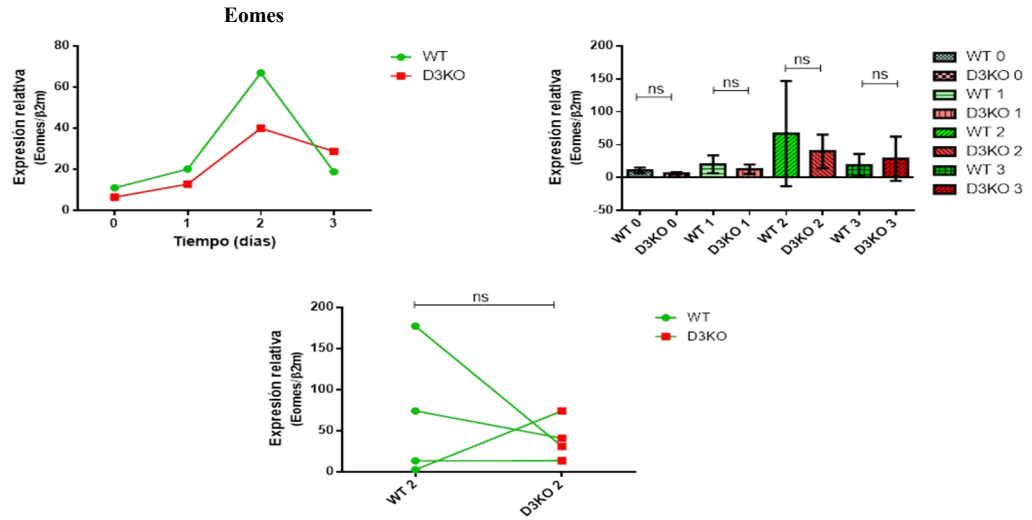 Eomes
Expresión relativa
(Eomes/β2m)
80
60
40
20
0
0 1 2 3
Tiempo (días)
WT
D3KO
Expresión relativa
(Eomes/β2m)
200
150
100
50
0
-50
ns
ns
ns
ns
WT 0
D3KO 0
WT 1
D3KO 1
WT 2
D3KO 2
WT 3
D3KO 3
WT 0
D3KO 0
WT 1
D3KO 1
WT 2
D3KO 2
WT 3
D3KO 3
Expresión relativa
(Eomes/β2m)
200
150
100
50
0
ns
WT 2
D3KO 2
WT
D3KO